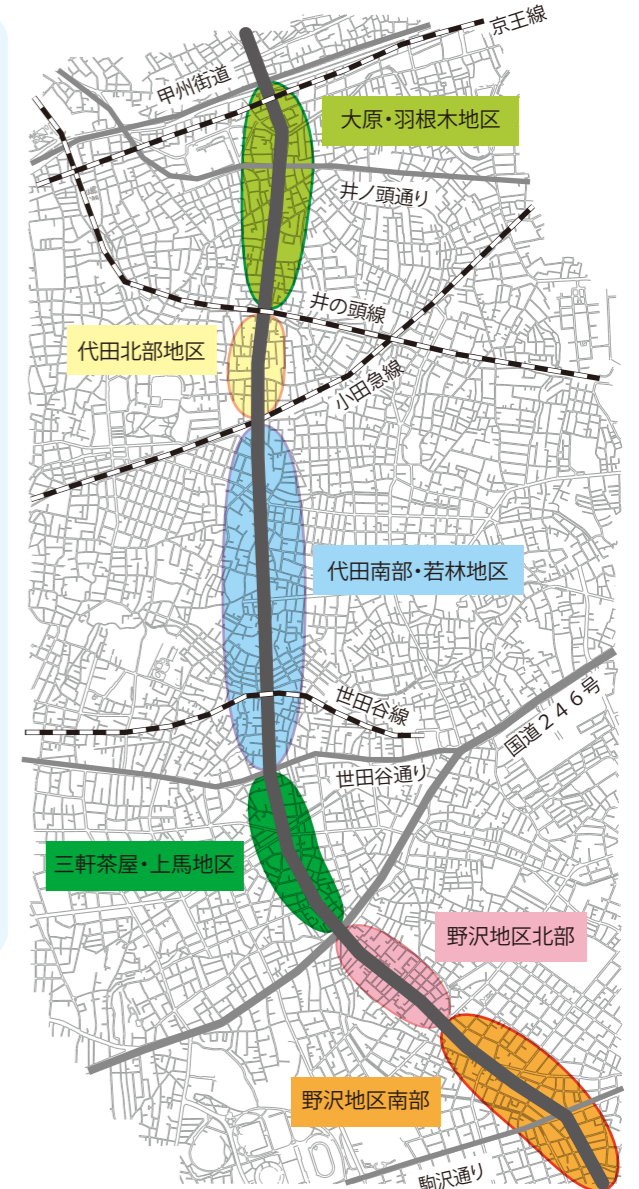 京王線
甲州街道
大原・羽根木地区
井ノ頭通り
井の頭線
代田北部地区
小田急線
代田南部・若林地区
世田谷線
国道246号
世田谷通り
三軒茶屋・上馬地区
野沢地区北部
野沢地区南部
駒沢通り